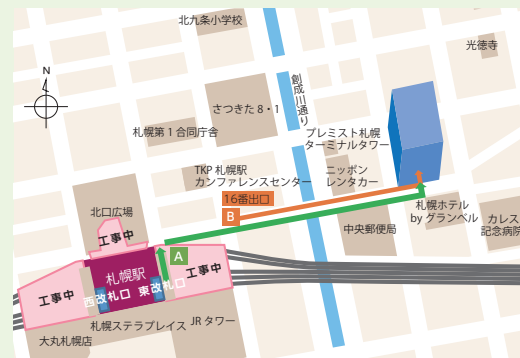 北九条小学校
光徳寺
N
創成川通り
さつきた 8・1
札幌第 1 合同庁舎
プレミスト札幌
ターミナルタワー
TKP 札幌駅
カンファレンスセンター
ニッポン
レンタカー
16番出口
B
北口広場
札幌ホテル
by グランベル
カレス
記念病院
中央郵便局
工事中
A
札幌駅
工事中
工事中
西改札口
東改札口
札幌ステラプレイス
JR タワー
大丸札幌店